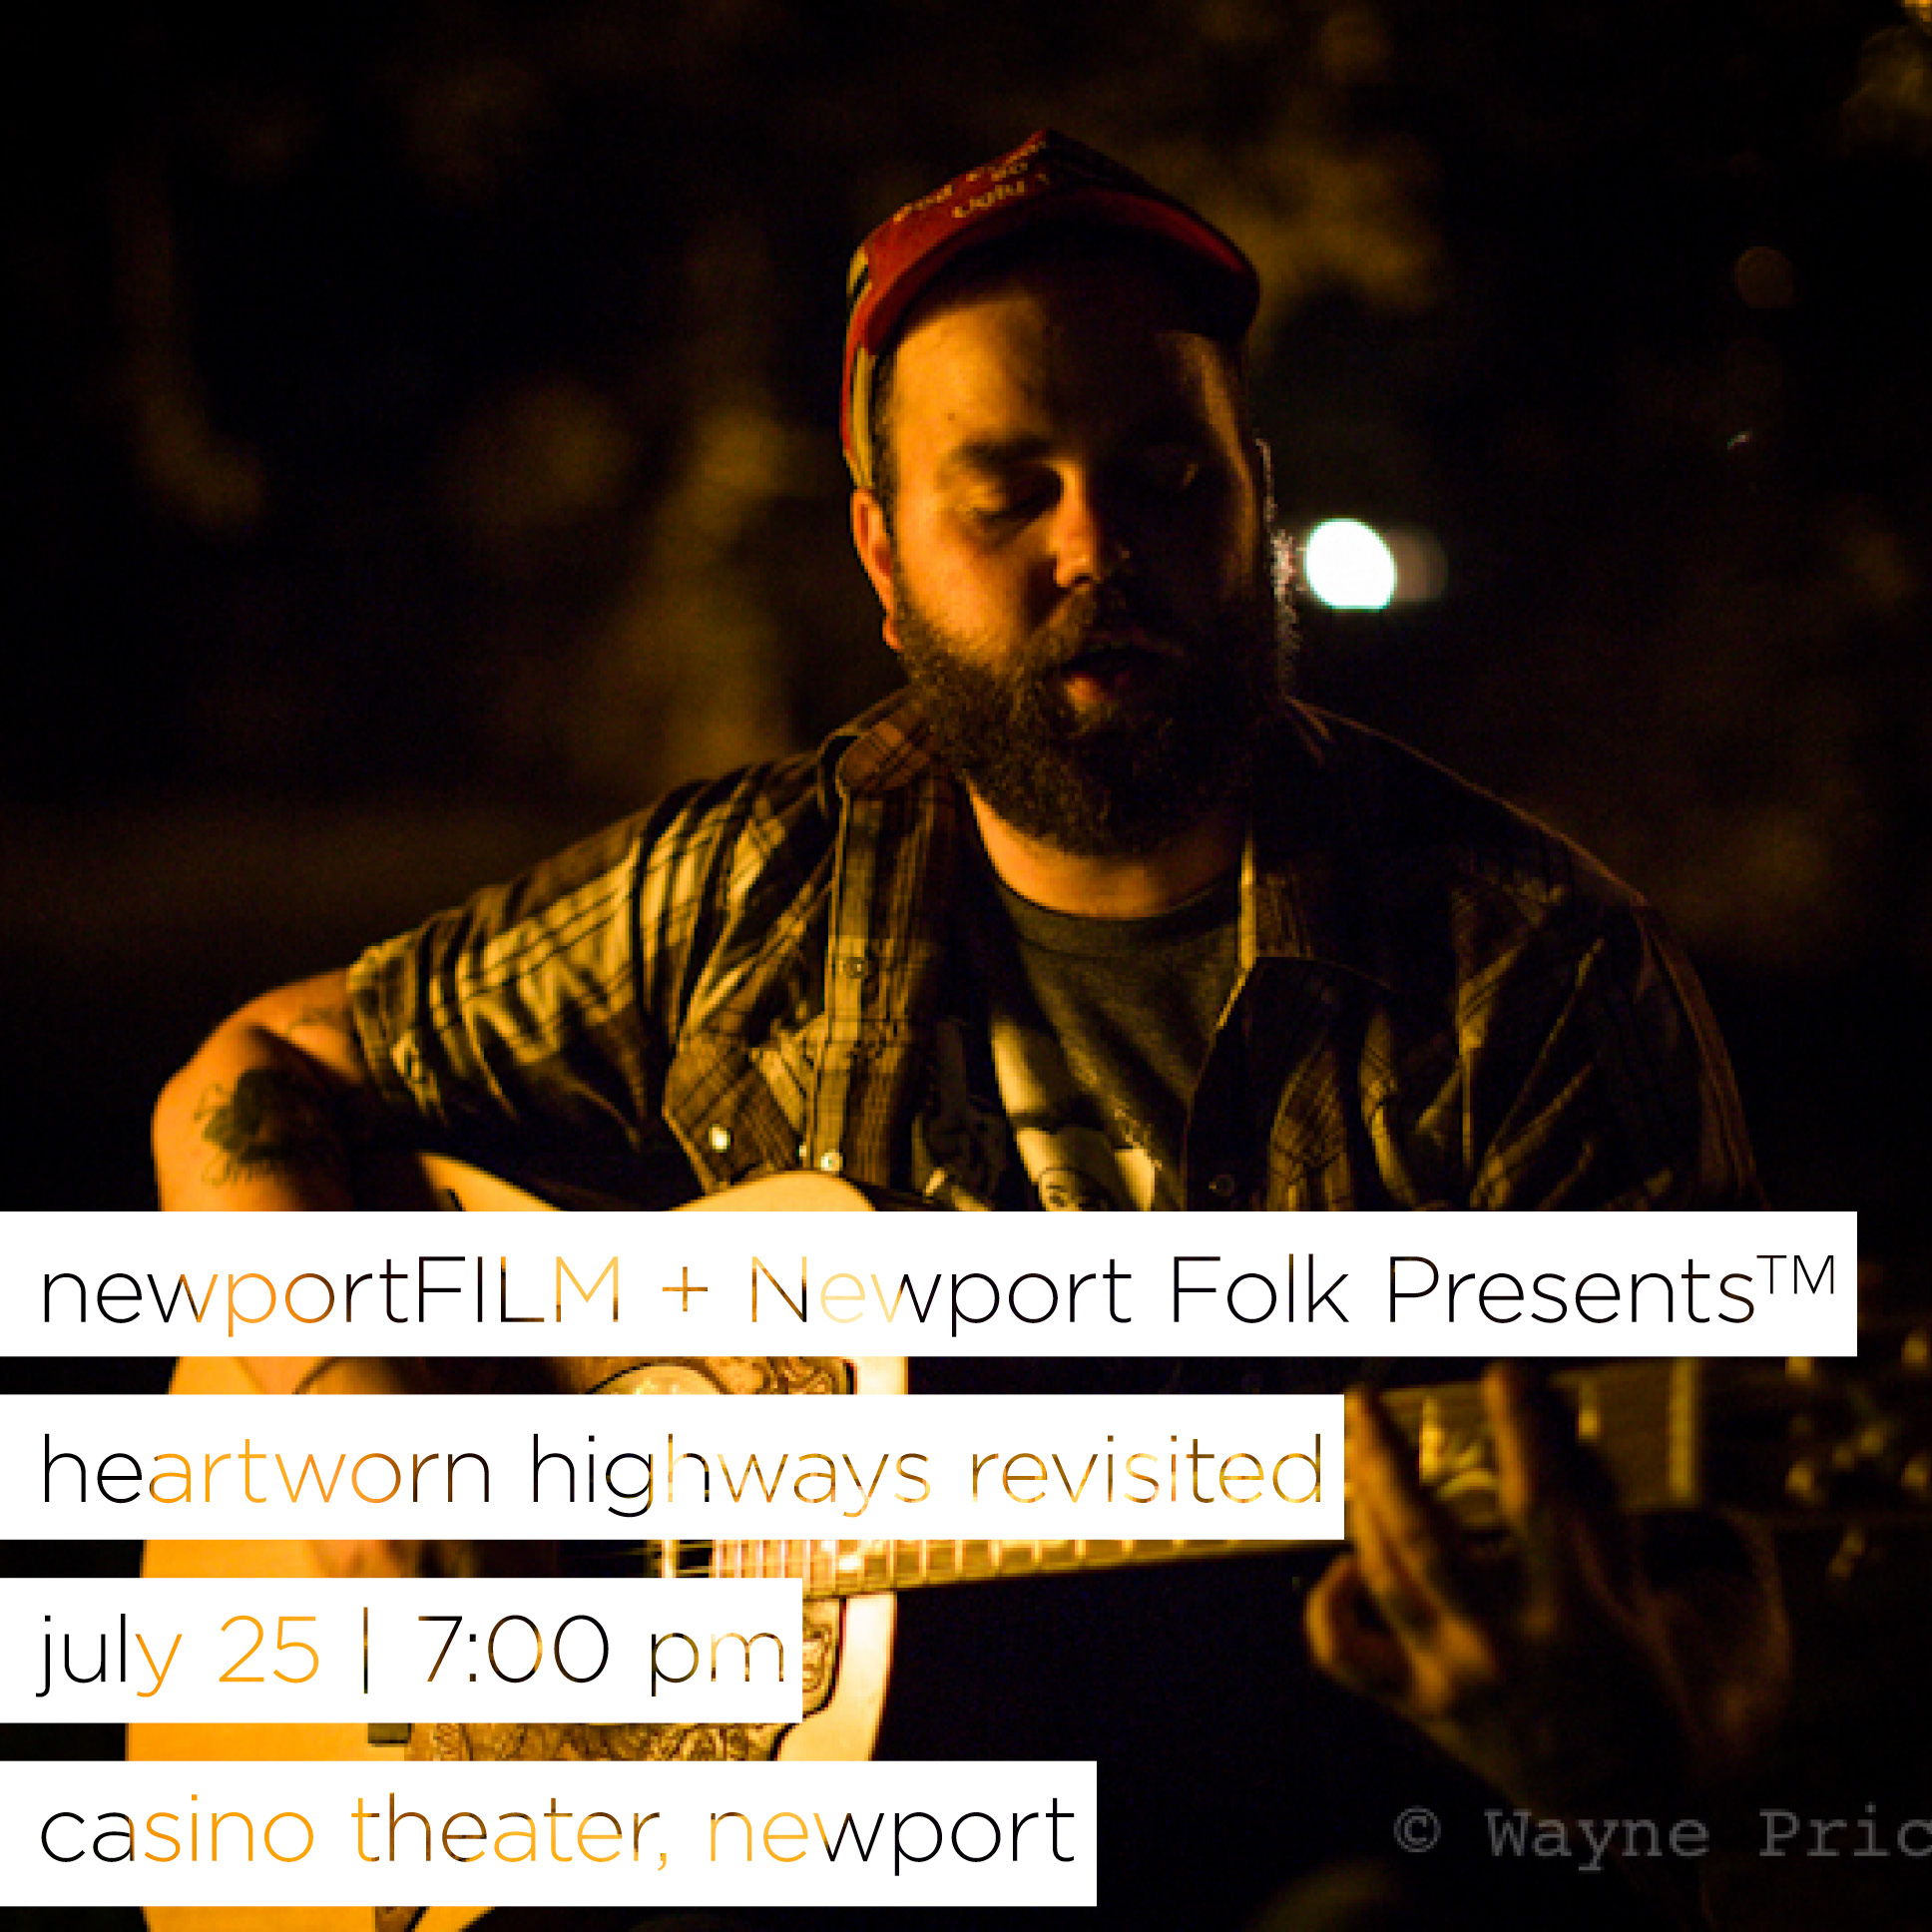 newportFILM + Newport Folk Presents™
heartworn highways revisited
july 25 | 7:00 pm
casino theater, newport
© Wayne Pric